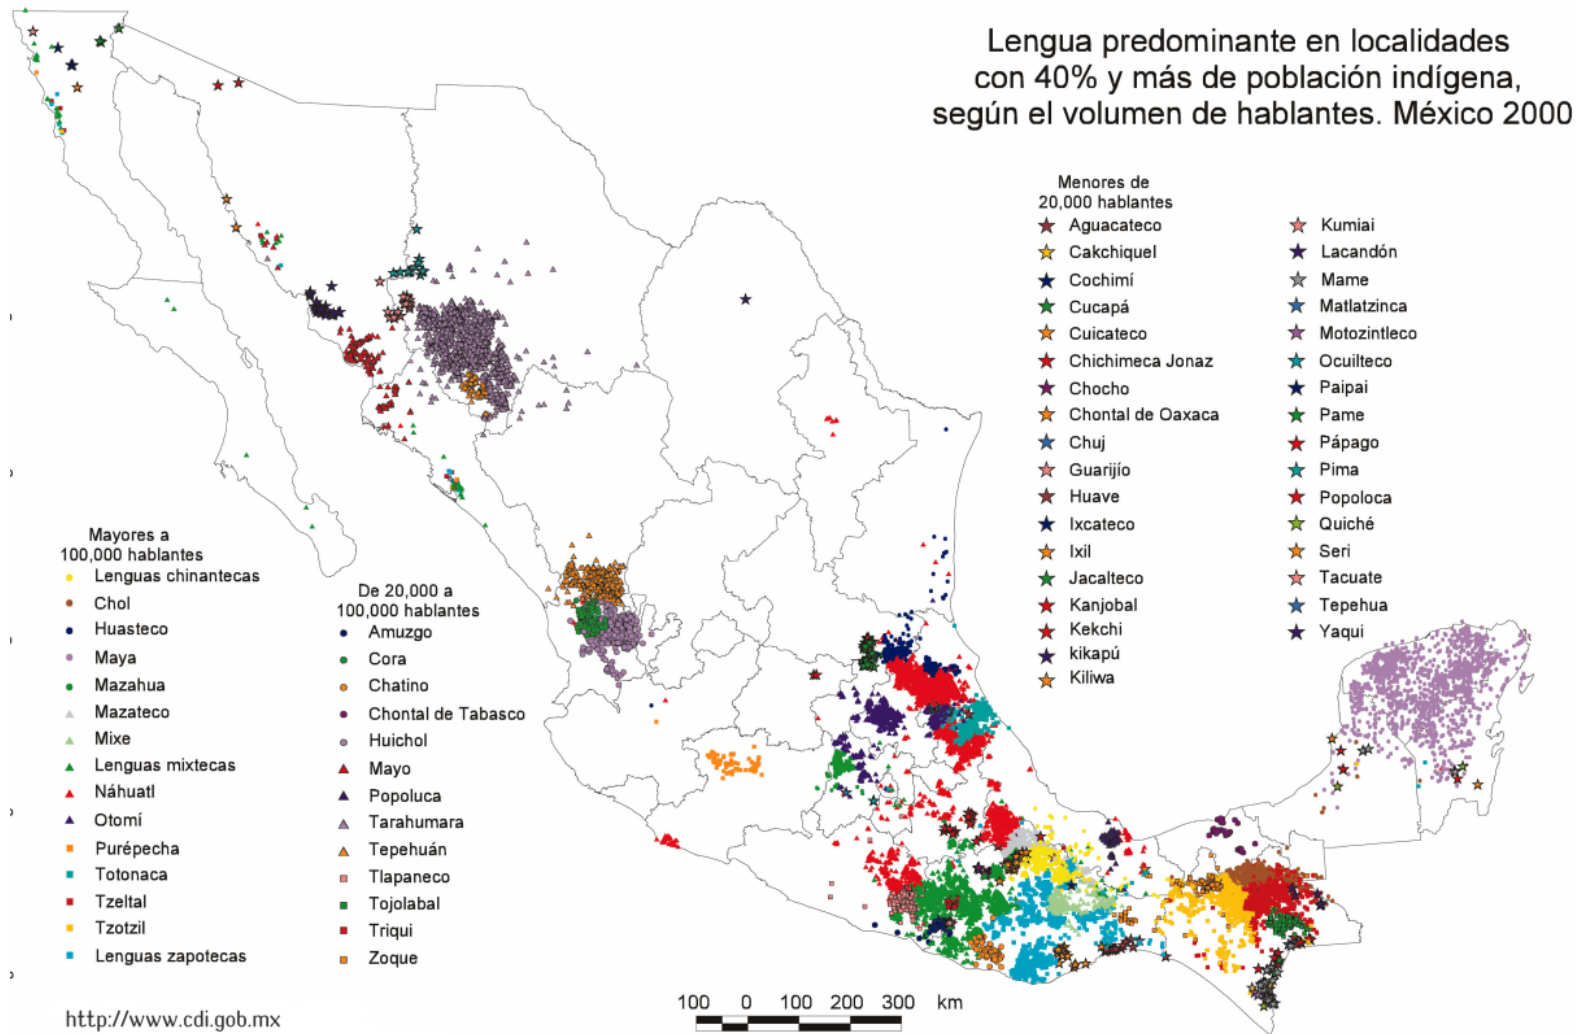 Lengua predominante en localidades
con 40% y más de población indígena,
según el volumen de hablantes. México 2000
Menores de
20,000 hablantes
Aguacateco
Cakchiquel
Cochimí
Cucapá
Cuicateco
Chichimeca Jonaz
Chocho
Chontal de Oaxaca
Chuj
Guarijío
Huave
Ixcateco
Ixil
Jacalteco
Kanjobal
Kekchi
kikapú
Kiliwa
Kumiai
Lacandón
Mame
Matlatzinca
Motozintleco
Ocuilteco
Paipai
Pame
Pápago
Pima
Popoloca
Quiché
Seri
Tacuate
Tepehua
Yaqui
Mayores a
100,000 hablantes
Lenguas chinantecas
Chol
Huasteco
Maya
Mazahua
Mazateco
Mixe
Lenguas mixtecas
Náhuatl
Otomí
Purépecha
Totonaca
Tzeltal
Tzotzil
Lenguas zapotecas
De 20,000 a
100,000 hablantes
Amuzgo
Cora
Chatino
Chontal de Tabasco
Huichol
Mayo
Popoluca
Tarahumara
Tepehuán
Tlapaneco
Tojolabal
Triqui
Zoque
100 0 100 200 300 km
http://www.cdi.gob.mx